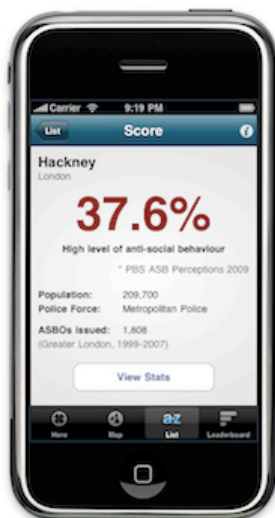 Carrier 9:19 PM
List Score i
Hackney
London
37.6%
High level of anti-social behaviour
* PBS ASB Perceptions 2009
Population: 209,700
Police Force: Metropolitan Police
ASBOs Issued: 1,808
(Greater London, 1999-2007)
View Stats
a-z
Here Map List Leaderboard